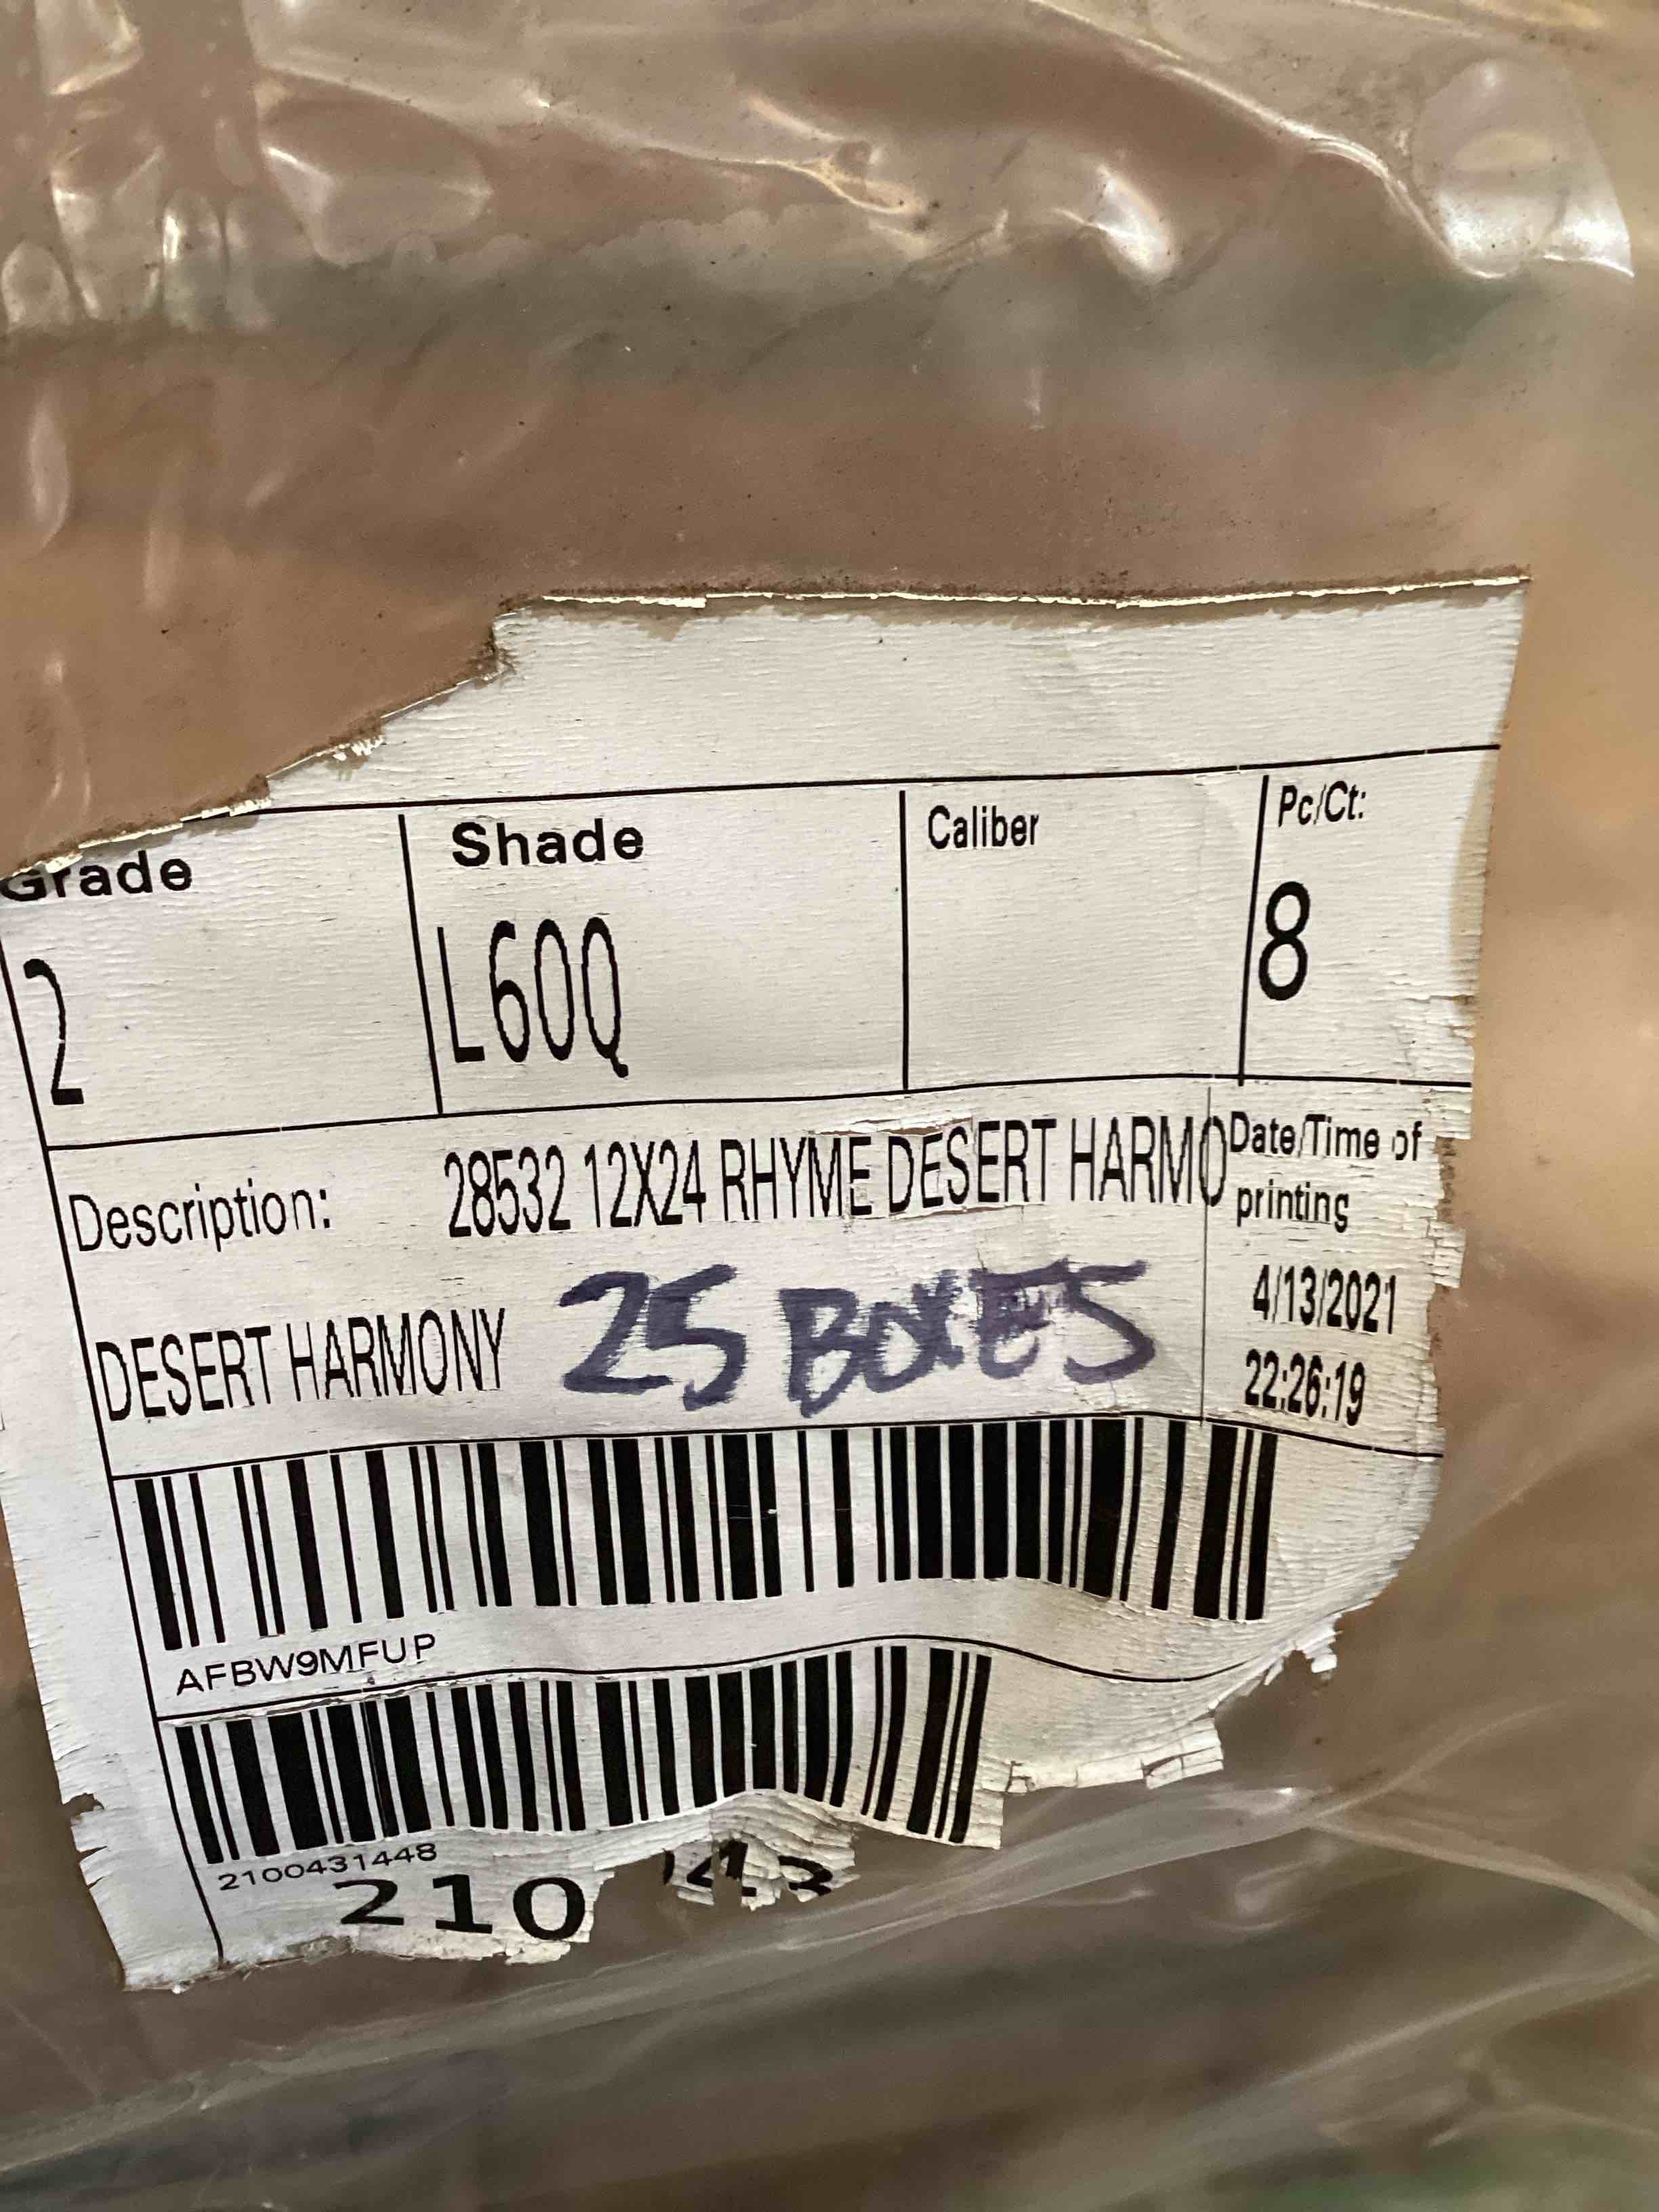 Grade Shade Caliber Pc/Ct:
2 L60Q 8
Description: 28532 12X24 RHYME DESERT HARMO
Date/Time of
printing
DESERT HARMONY 25 BOXES
4/13/2021
22:26:19
AFBW9MFUP
2100431448
210